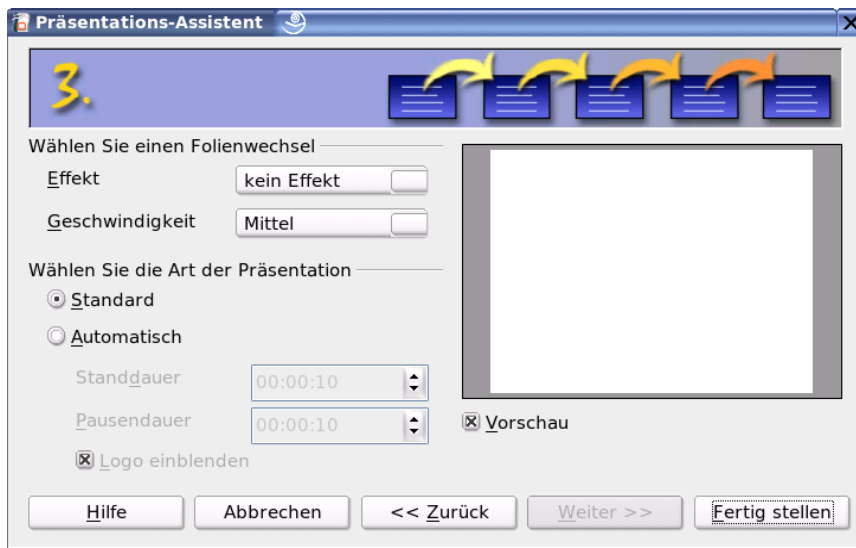 Präsentations-Assistent
3.
Wählen Sie einen Folienwechsel
Effekt
kein Effekt
Geschwindigkeit
Mittel
Wählen Sie die Art der Präsentation
Standard
Automatisch
Standdauer
00:00:10
Pausendauer
00:00:10
Logo einblenden
Vorschau
Hilfe
Abbrechen
<< Zurück
Weiter >>
Fertig stellen